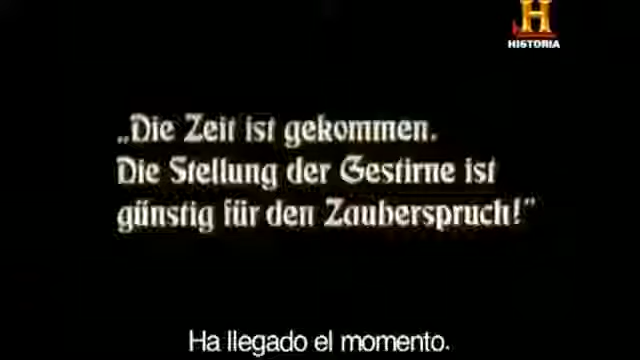 H
HISTORIA
„Die Zeit ist gekommen.
Die Stellung der Gestirne ist
günstig für den Zauberspruch!"
Ha llegado el momento.